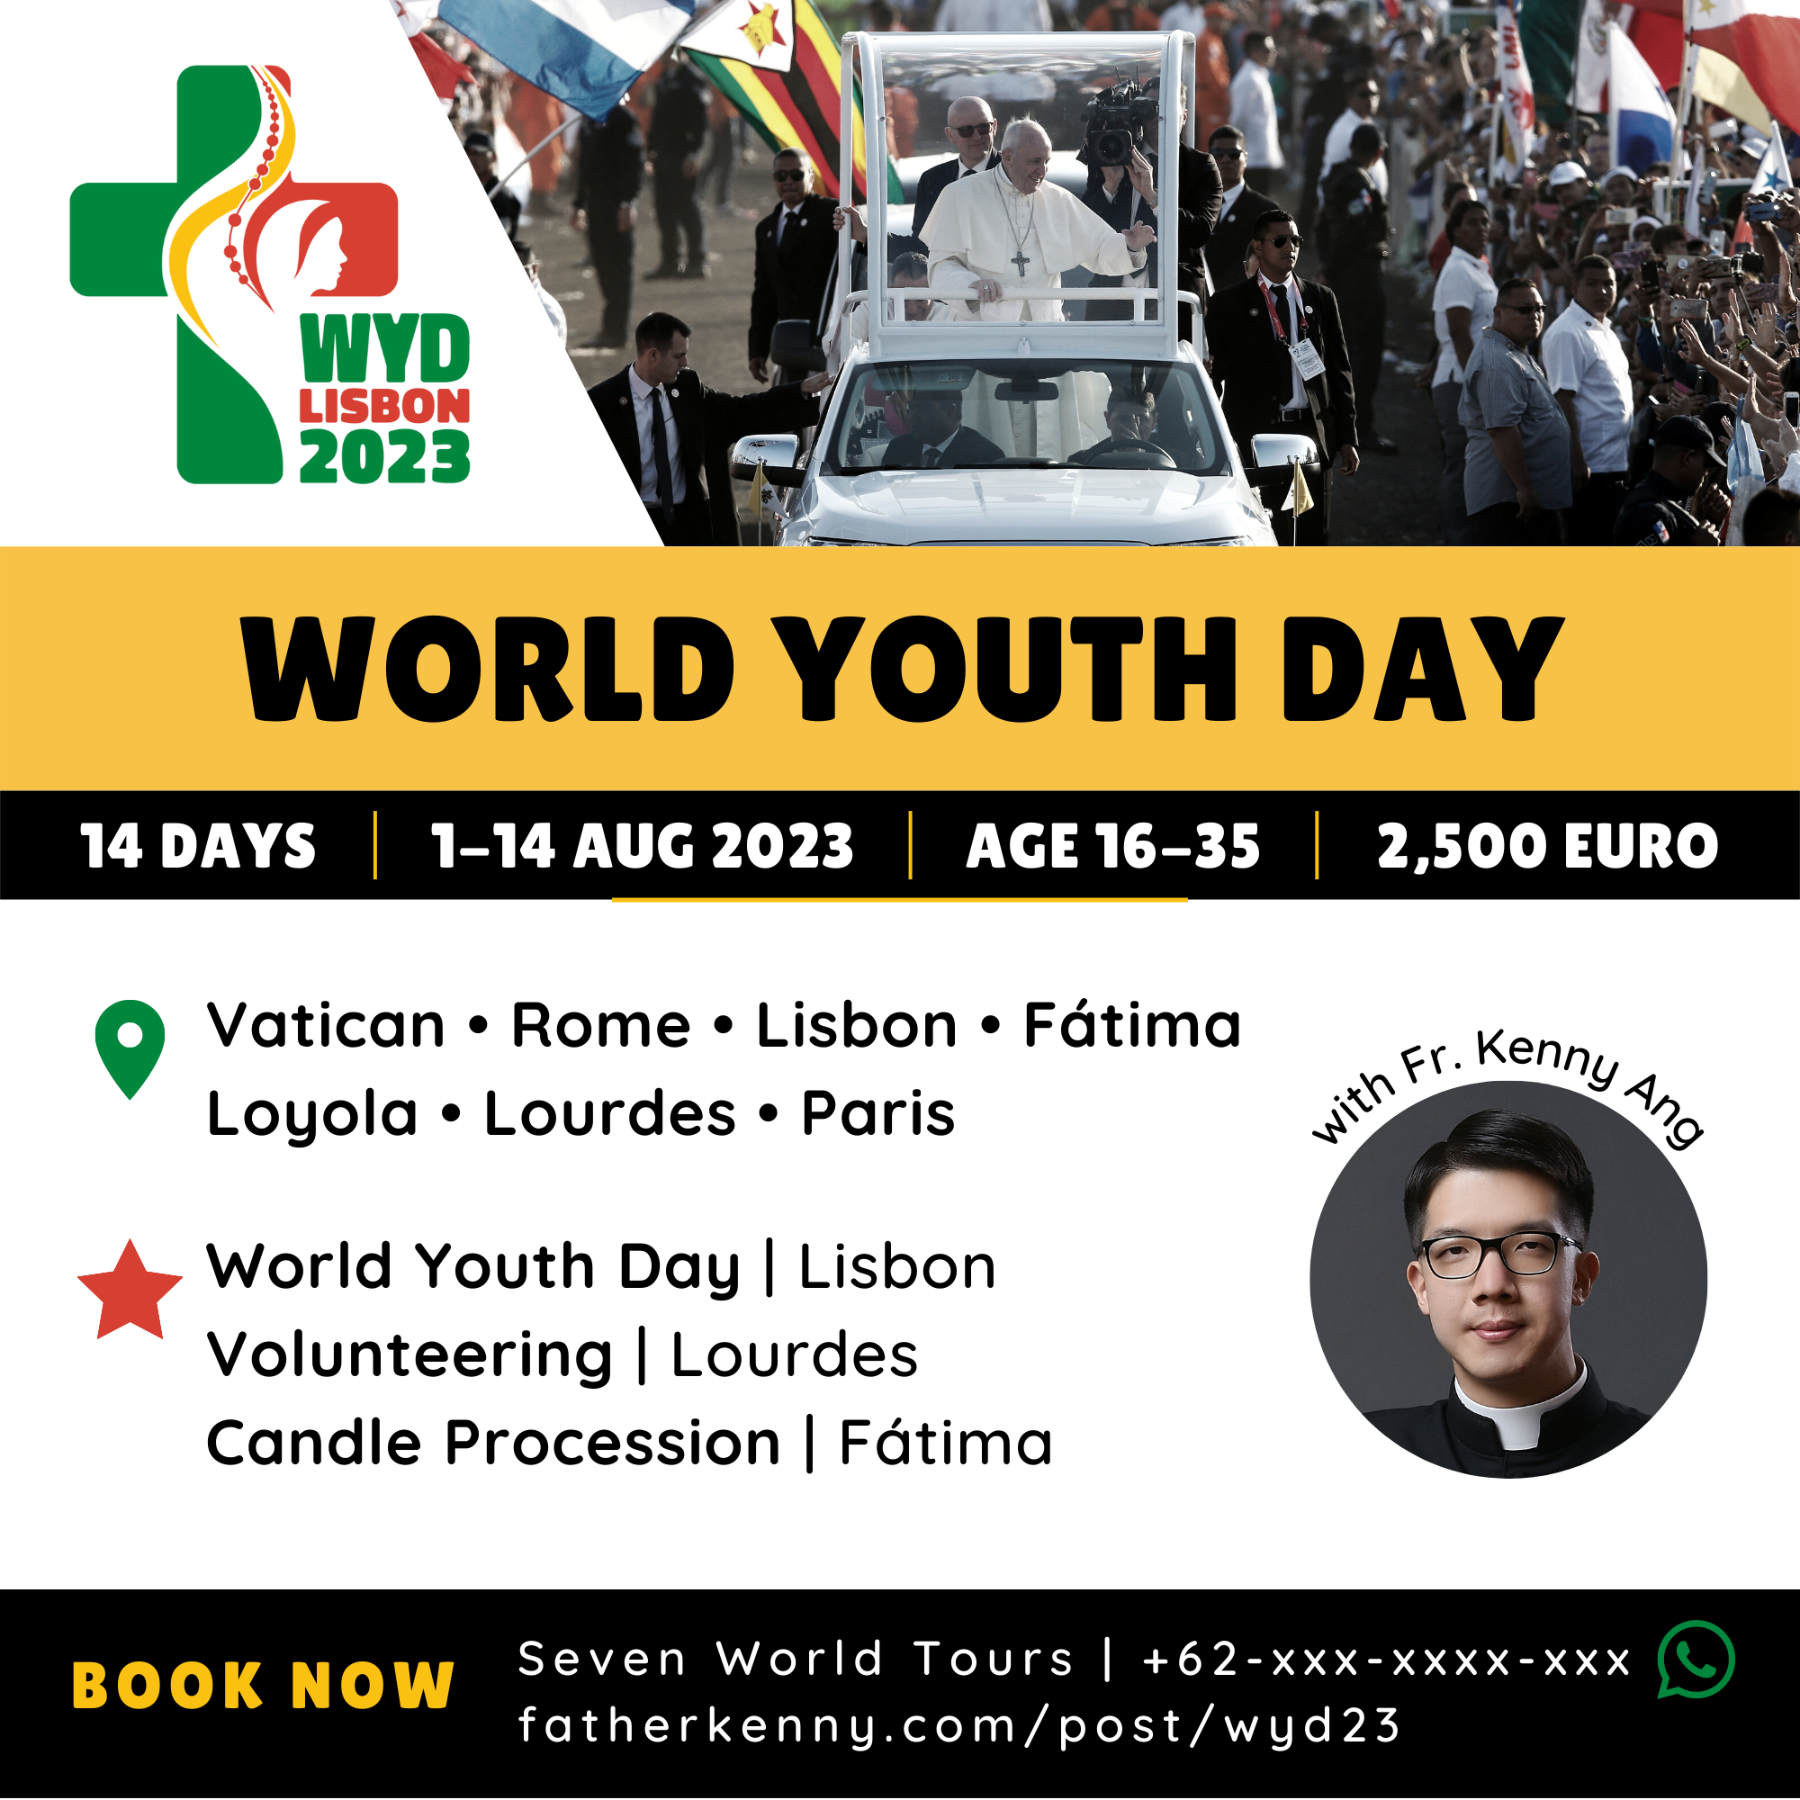 WYD
LISBON
2023
WORLD YOUTH DAY
14 DAYS | 1–14 AUG 2023 | AGE 16–35 | 2,500 EURO
Vatican • Rome • Lisbon • Fátima
Loyola • Lourdes • Paris
with Fr. Kenny Ang
World Youth Day | Lisbon
Volunteering | Lourdes
Candle Procession | Fátima
BOOK NOW
Seven World Tours | +62-xxx-xxxx-xxx
fatherkenny.com/post/wyd23